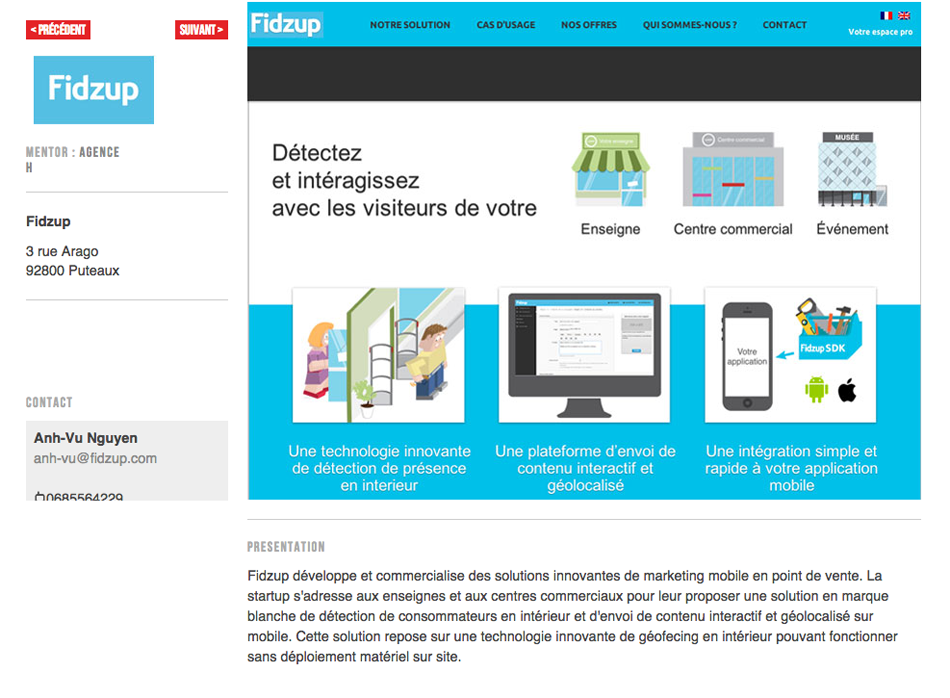 < PRÉCÉDENT
SUIVANT >
Fidzup
MENTOR : AGENCE
H
Fidzup
3 rue Arago
92800 Puteaux
CONTACT
Anh-Vu Nguyen
anh-vu@fidzup.com
0685564229
Fidzup
NOTRE SOLUTION
CAS D'USAGE
NOS OFFRES
QUI SOMMES-NOUS ?
CONTACT
Votre espace pro
Détectez
et intéragissez
avec les visiteurs de votre
Votre enseigne
Enseigne
Centre commercial
Centre commercial
MUSÉE
Événement
Une technologie innovante
de détection de présence
en interieur
Une plateforme d'envoi de
contenu interactif et
géolocalisé
Votre
application
Fidzup SDK
Une intégration simple et
rapide à votre application
mobile
PRESENTATION
Fidzup développe et commercialise des solutions innovantes de marketing mobile en point de vente. La
startup s'adresse aux enseignes et aux centres commerciaux pour leur proposer une solution en marque
blanche de détection de consommateurs en intérieur et d'envoi de contenu interactif et géolocalisé sur
mobile. Cette solution repose sur une technologie innovante de géofecing en intérieur pouvant fonctionner
sans déploiement matériel sur site.